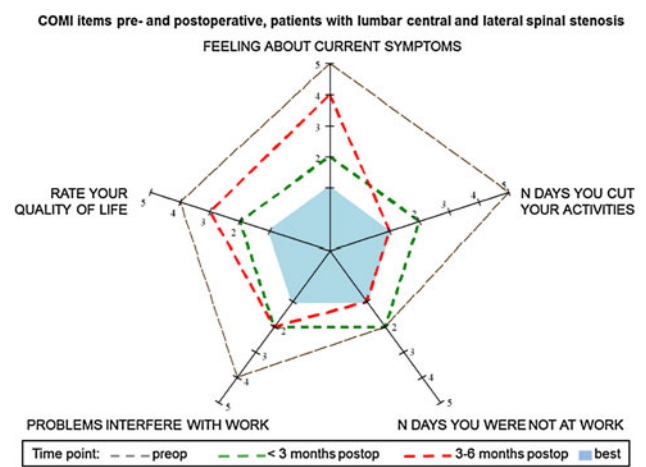 COMI items pre- and postoperative, patients with lumbar central and lateral spinal stenosis
FEELING ABOUT CURRENT SYMPTOMS
5
4
3
2
RATE YOUR
QUALITY OF LIFE
5
4
3
2
2
3
4
5
N DAYS YOU CUT
YOUR ACTIVITIES
2
3
4
5
2
3
4
5
PROBLEMS INTERFERE WITH WORK
N DAYS YOU WERE NOT AT WORK
Time point: preop < 3 months postop 3-6 months postop best